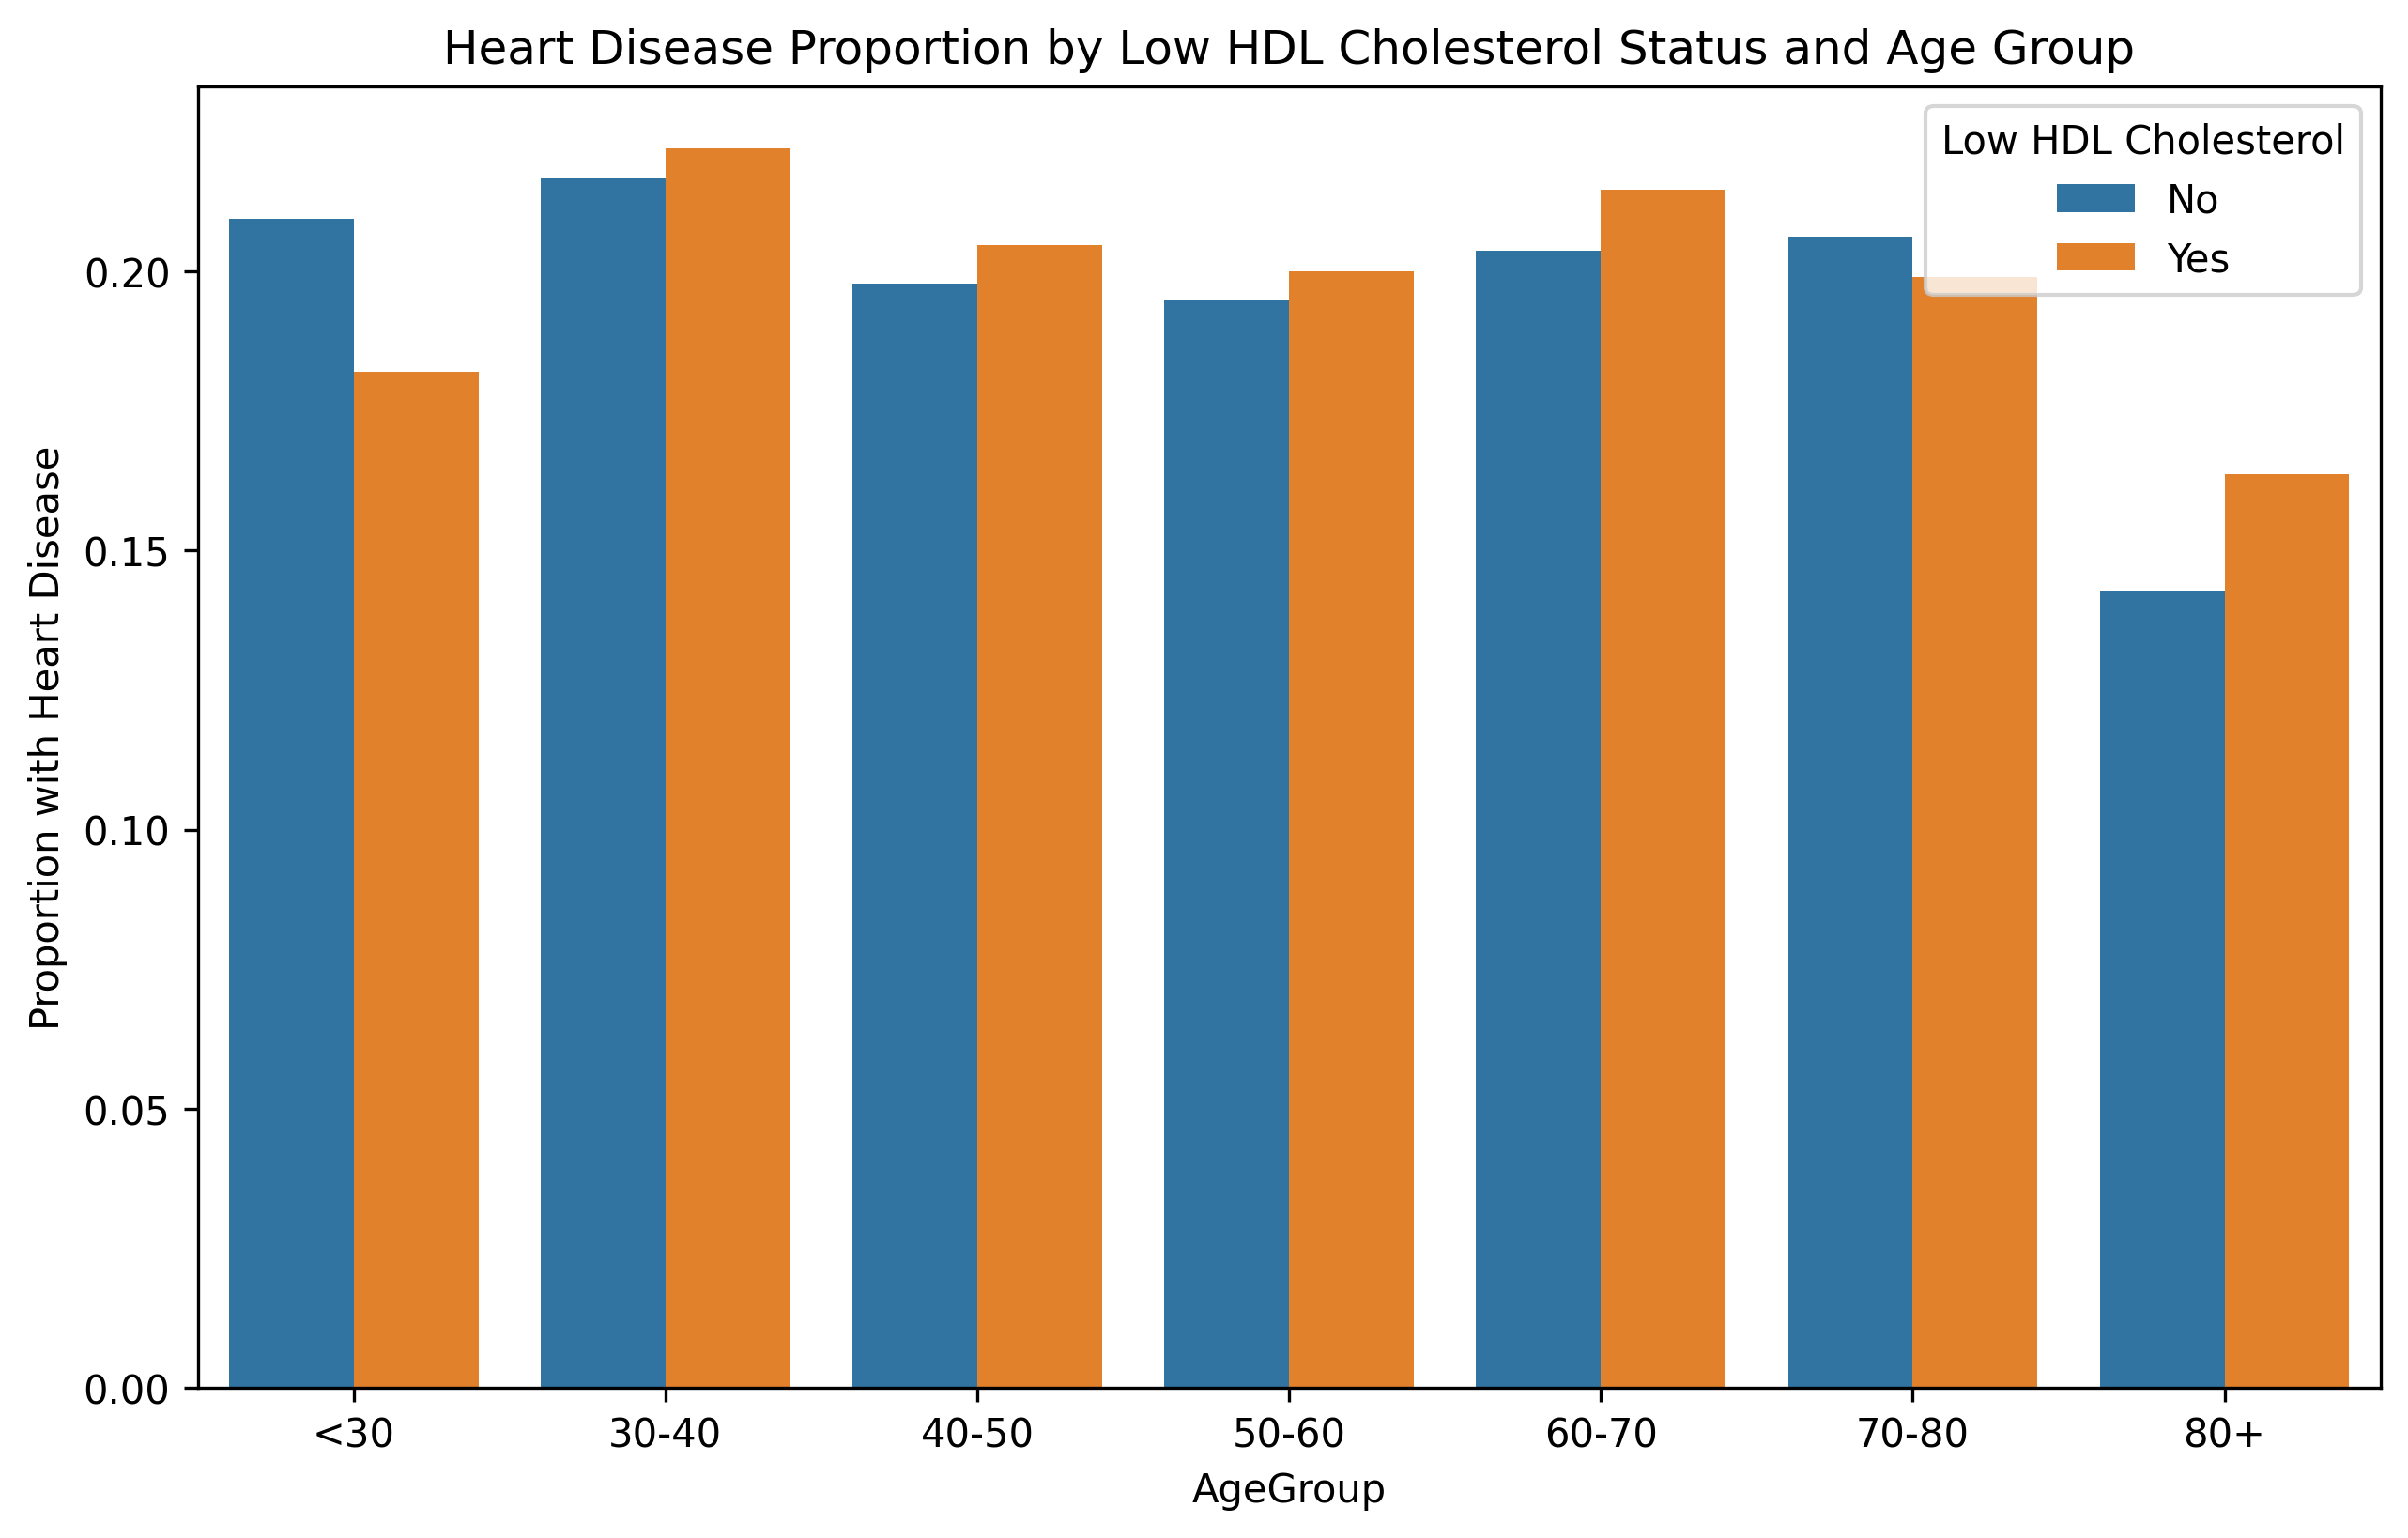 Heart Disease Proportion by Low HDL Cholesterol Status and Age Group
Low HDL Cholesterol
No
Yes
Proportion with Heart Disease
0.20
0.15
0.10
0.05
0.00
<30 30-40 40-50 50-60 60-70 70-80 80+
AgeGroup